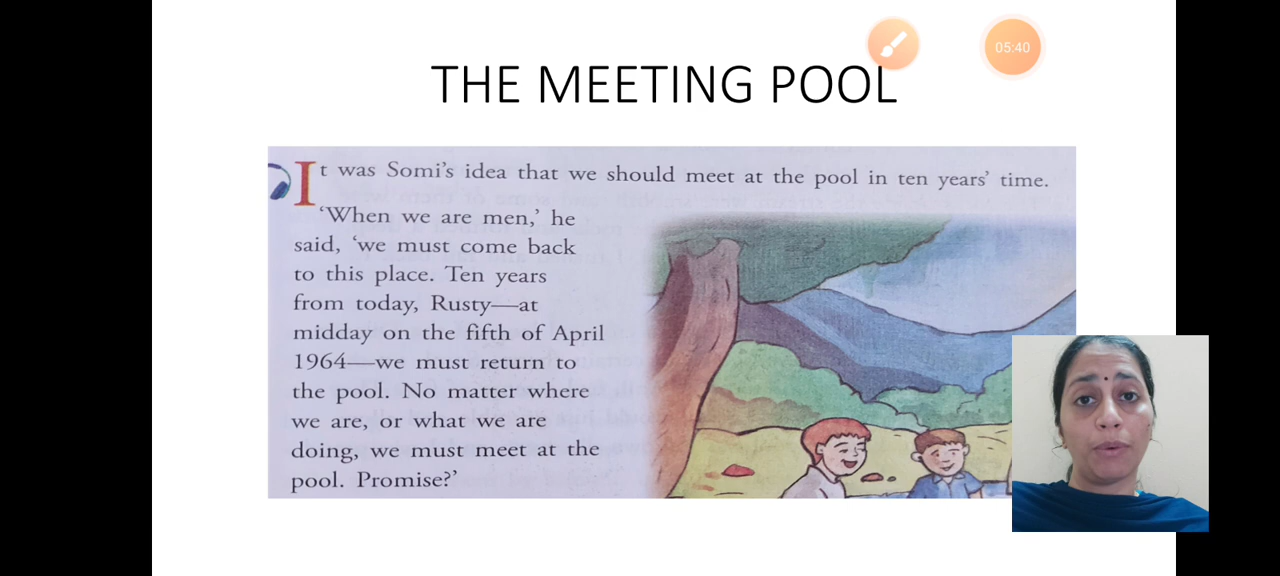 05:40
THE MEETING POOL
It was Somi's idea that we should meet at the pool in ten years' time.
'When we are men,' he
said, 'we must come back
to this place. Ten years
from today, Rusty—at
midday on the fifth of April
1964—we must return to
the pool. No matter where
we are, or what we are
doing, we must meet at the
pool. Promise?'